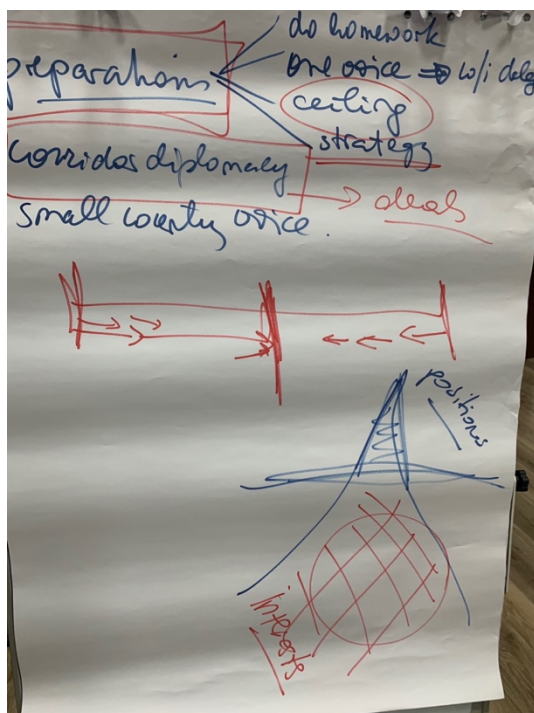 do homework
preparations one voice => w/i deleg
ceiling
strategy
corridor diplomacy
→ deals
small country voice.
positions
interests